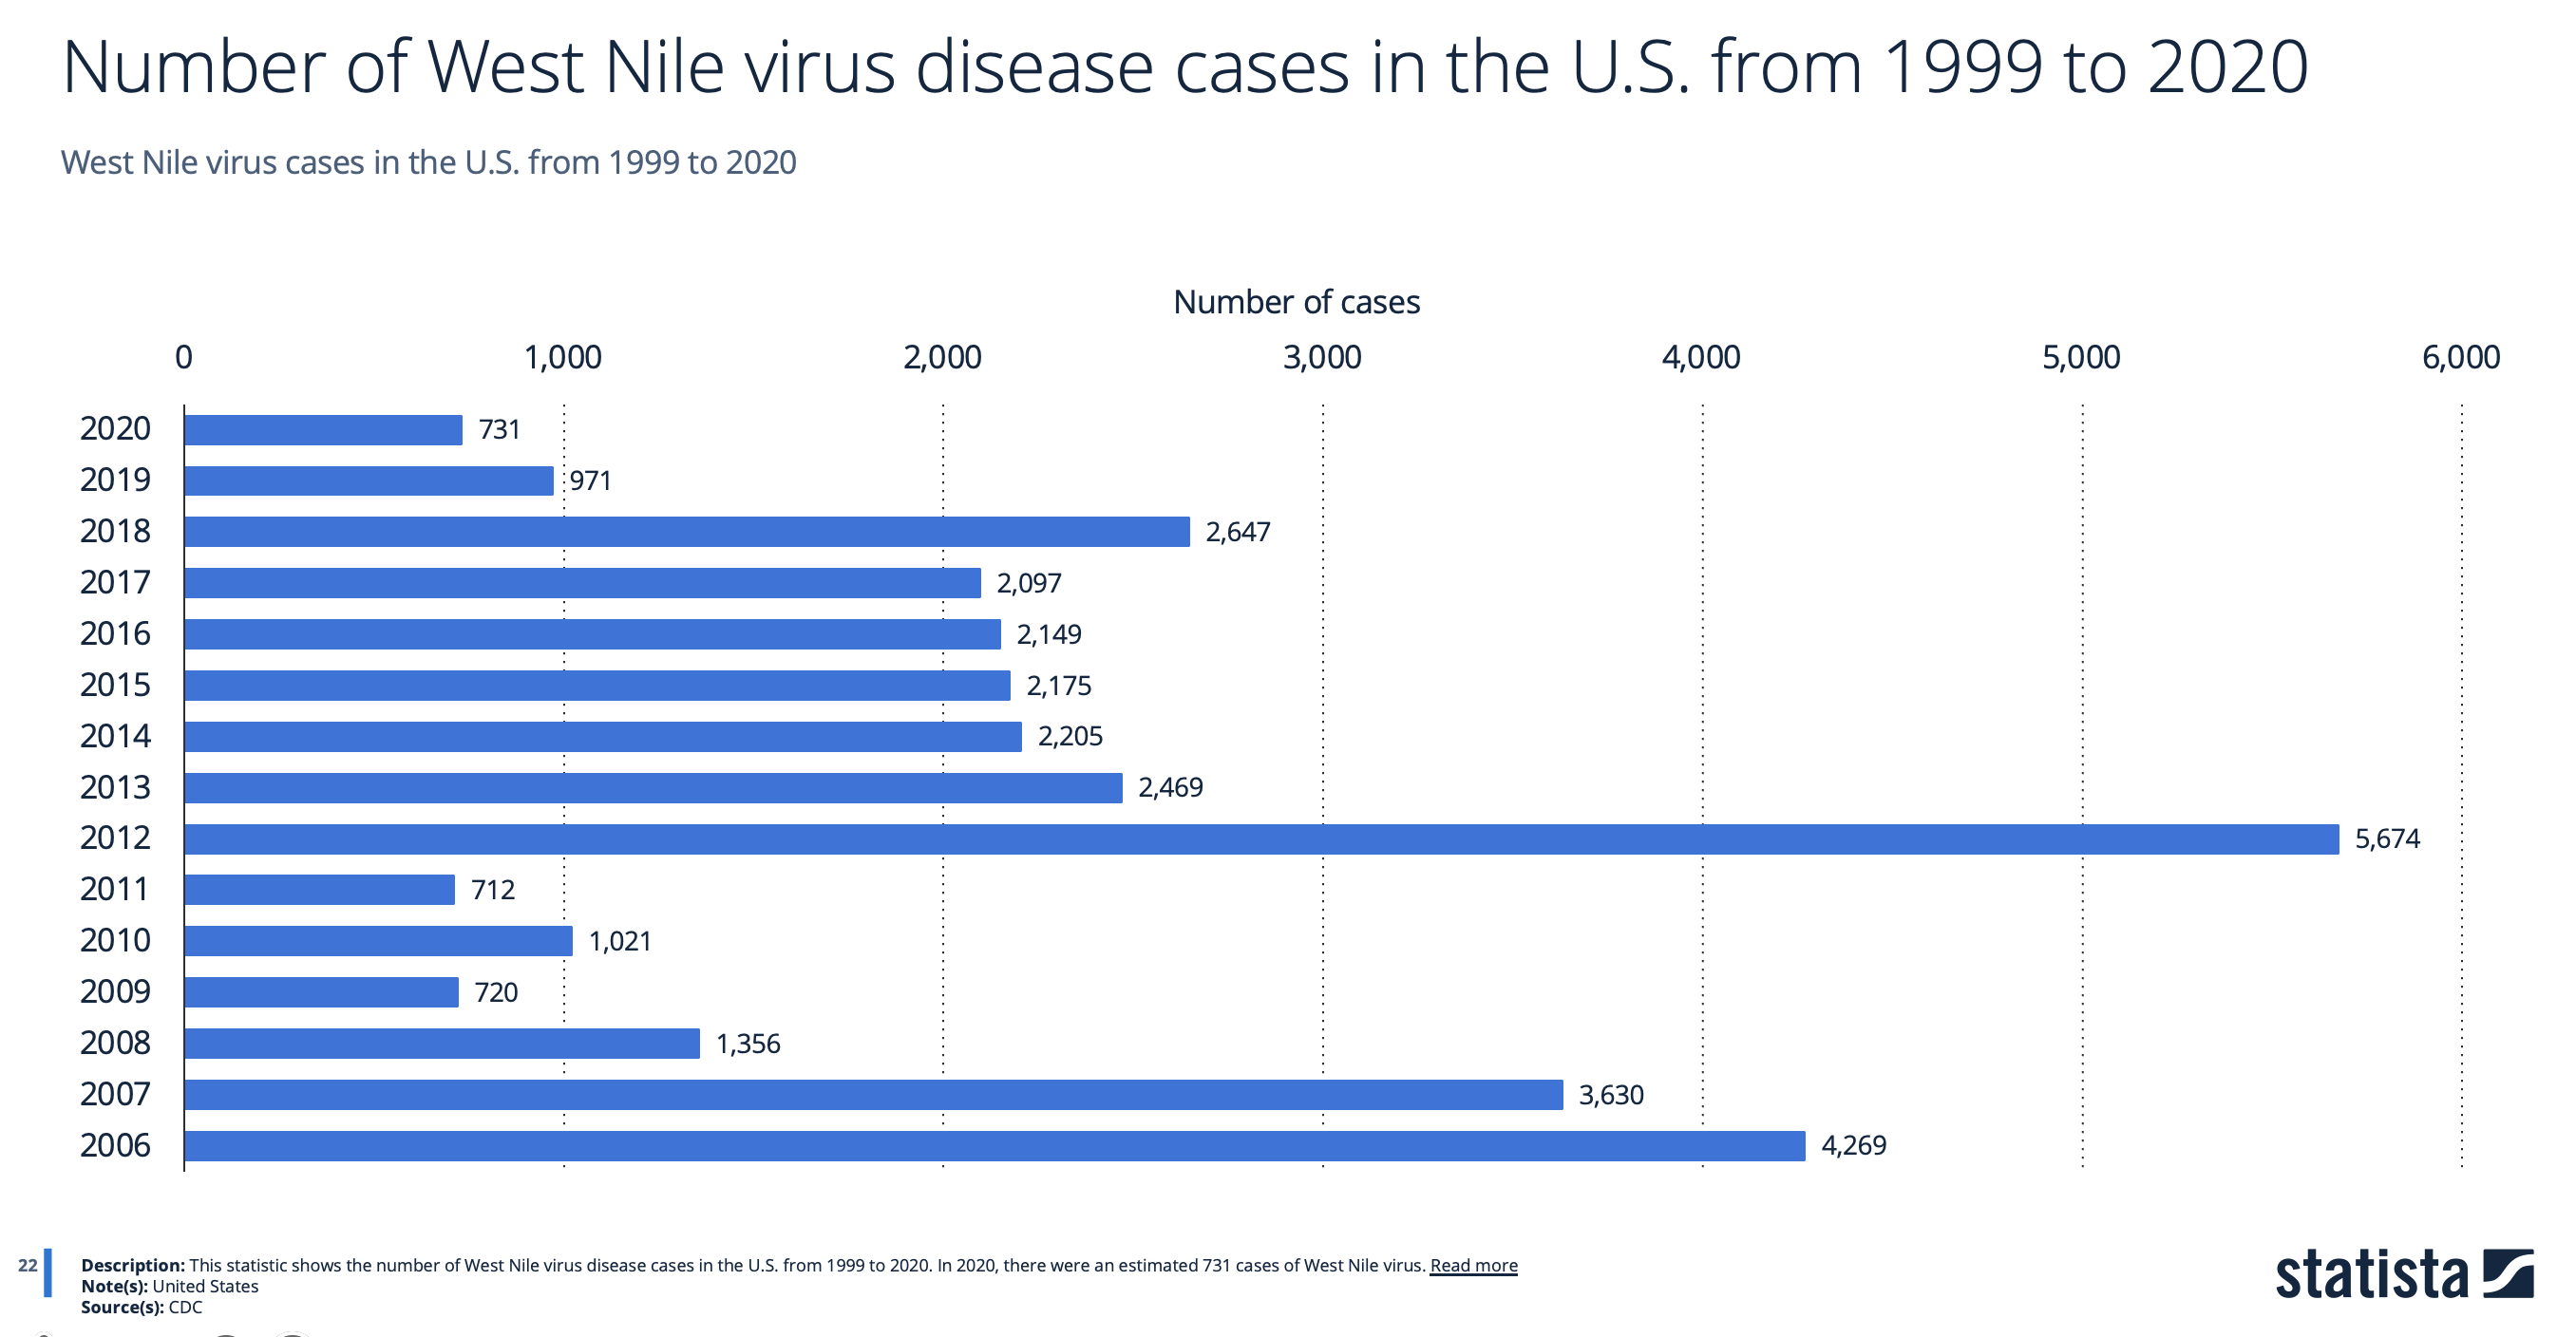 Number of West Nile virus disease cases in the U.S. from 1999 to 2020
West Nile virus cases in the U.S. from 1999 to 2020
Number of cases
0 1,000 2,000 3,000 4,000 5,000 6,000
2020 731
2019 971
2018 2,647
2017 2,097
2016 2,149
2015 2,175
2014 2,205
2013 2,469
2012 5,674
2011 712
2010 1,021
2009 720
2008 1,356
2007 3,630
2006 4,269
22 Description: This statistic shows the number of West Nile virus disease cases in the U.S. from 1999 to 2020. In 2020, there were an estimated 731 cases of West Nile virus. Read more
Note(s): United States
Source(s): CDC
statista